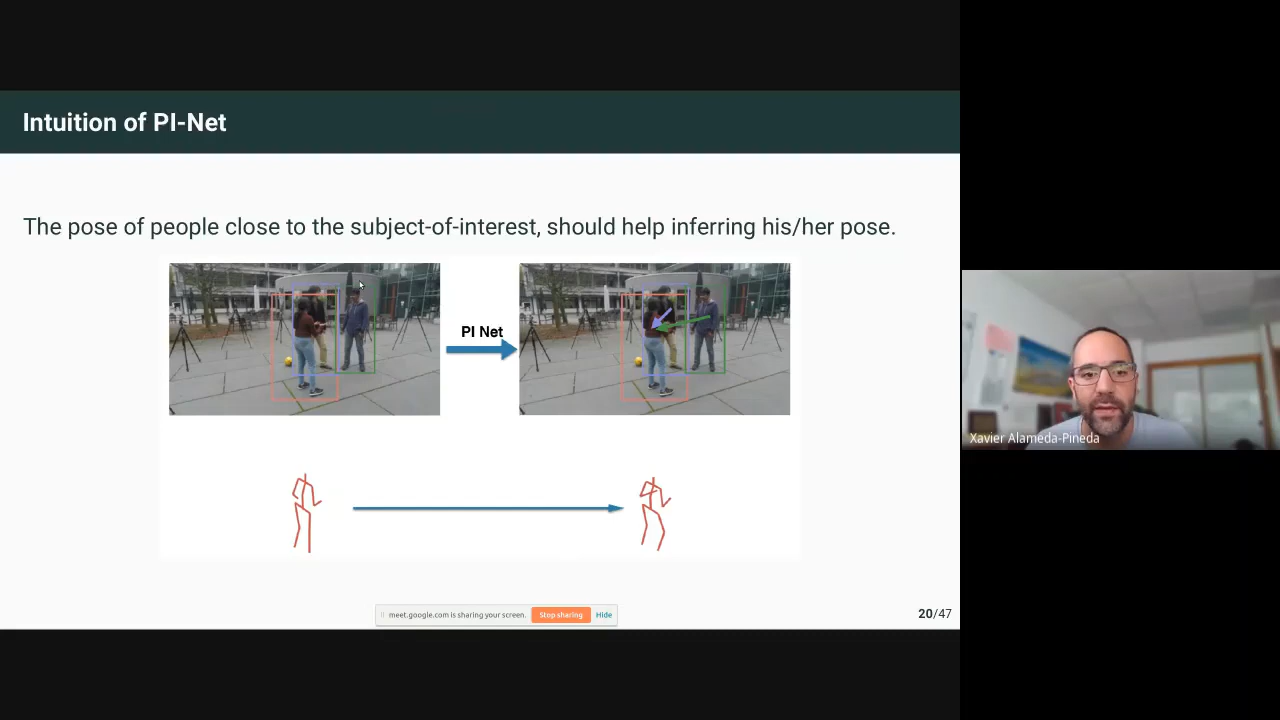 Intuition of PI-Net
The pose of people close to the subject-of-interest, should help inferring his/her pose.
PI Net
Xavier Alameda-Pineda
meet.google.com is sharing your screen. Stop sharing Hide
20/47